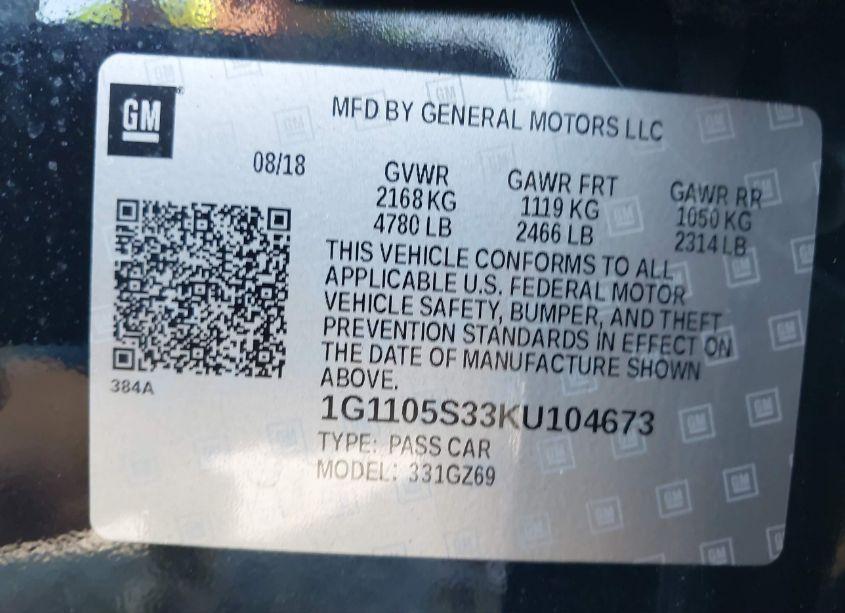 GM
MFD BY GENERAL MOTORS LLC
08/18
GVWR
2168 KG
4780 LB
GAWR FRT
1119 KG
2466 LB
GAWR RR
1050 KG
2314 LB
THIS VEHICLE CONFORMS TO ALL
APPLICABLE U.S. FEDERAL MOTOR
VEHICLE SAFETY, BUMPER, AND THEFT
PREVENTION STANDARDS IN EFFECT ON
THE DATE OF MANUFACTURE SHOWN
ABOVE.
384A
1G1105S33KU104673
TYPE: PASS CAR
MODEL: 331GZ69